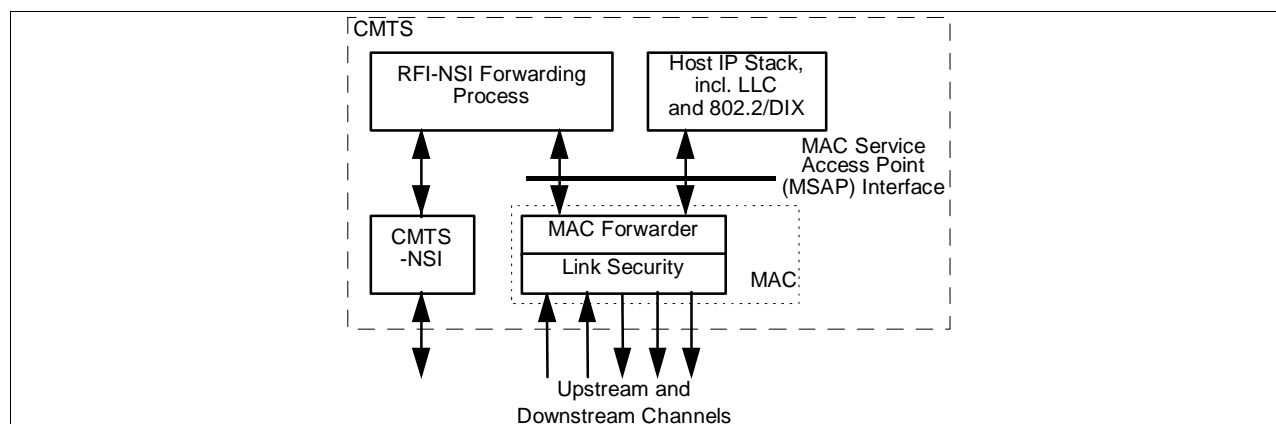 CMTS
RFI-NSI Forwarding
Process
Host IP Stack,
incl. LLC
and 802.2/DIX
MAC Service
Access Point
(MSAP) Interface
CMTS
-NSI
MAC Forwarder
Link Security
MAC
Upstream and
Downstream Channels